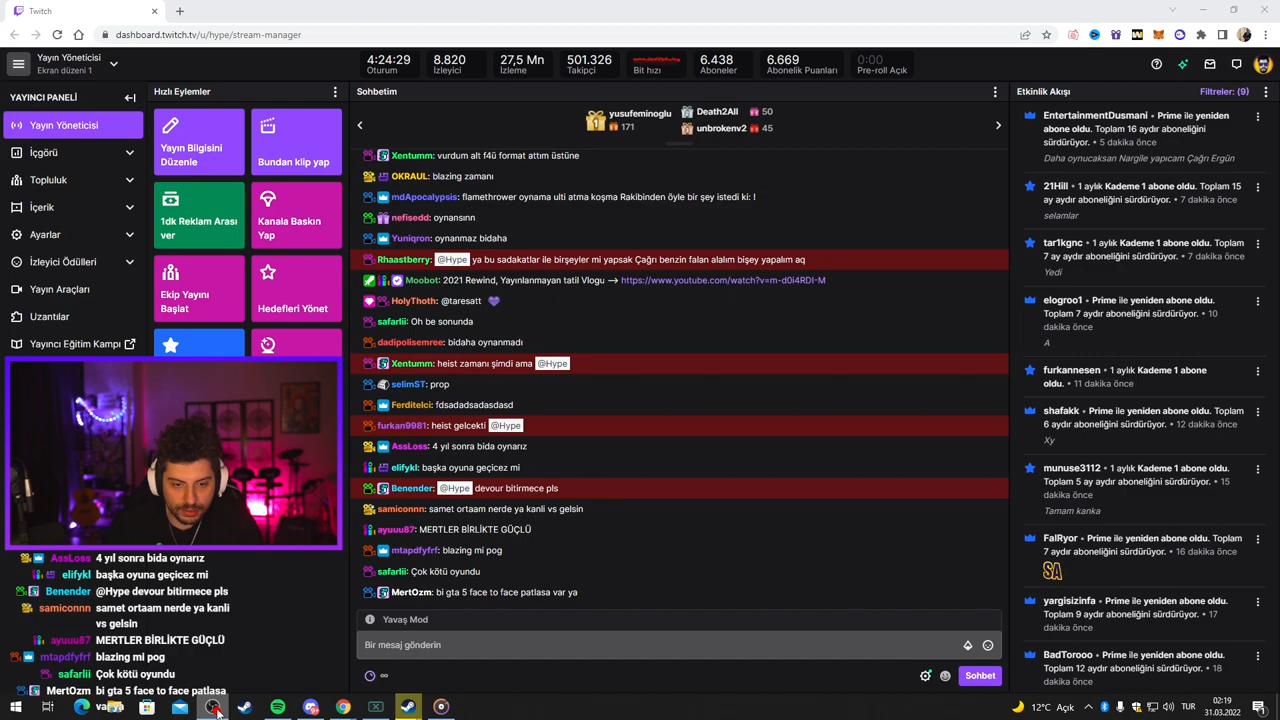 Twitch
dashboard.twitch.tv/u/hype/stream-manager
Yayın Yöneticisi
Ekran düzeni 1
4:24:29
Oturum
8.820
İzleyici
27,5 Mn
İzleme
501.326
Takipçi
Bit hızı
6.438
Aboneler
6.669
Abonelik Puanları
0:00
Pre-roll Açık
YAYINCI PANELİ
Yayın Yöneticisi
İçgörü
Topluluk
İçerik
Ayarlar
İzleyici Ödülleri
Yayın Araçları
Uzantılar
Yayıncı Eğitim Kampı
Hızlı Eylemler
Yayın Bilgisini
Düzenle
Bundan klip yap
1dk Reklam Arası
ver
Kanala Baskın
Yap
Ekip Yayını
Başlat
Hedefleri Yönet
Sohbetim
1
yusufeminoglu
171
Death2All 50
unbrokenv2 45
Xentumm: vurdum alt f4ü format attım üstüne
OKRAUL: blazing zamanı
mdApocalypsis: flamethrower oynama ulti atma koşma Rakibinden öyle bir şey istedi ki: !
nefisedd: oynansınn
Yuniqron: oynanmaz bidaha
Rhaastberry: @Hype ya bu sadakatlar ile birşeyler mi yapsak Çağrı benzin falan alalım bişey yapalım aq
Moobot: 2021 Rewind, Yayınlanmayan tatil Vlogu —> https://www.youtube.com/watch?v=m-d0i4RDI-M
HolyThoth: @taresatt
safarlii: Oh be sonunda
dadipolisemree: bidaha oynanmadı
Xentumm: heist zamanı şimdi ama @Hype
selimST: prop
Ferditelci: fdsadadsadasdasd
furkan9981: heist gelcekti @Hype
AssLoss: 4 yıl sonra bida oynarız
elifykl: başka oyuna geçicez mi
Benender: @Hype devour bitirmece pls
samiconnn: samet ortaam nerde ya kanli vs gelsin
ayuuu87: MERTLER BİRLİKTE GÜÇLÜ
mtapdfyfrf: blazing mi pog
safarlii: Çok kötü oyundu
MertOzm: bi gta 5 face to face patlasa var ya
Yavaş Mod
Bir mesaj gönderin
∞
Sohbet
Etkinlik Akışı
Filtreler: (9)
EntertainmentDusmani • Prime ile yeniden
abone oldu. Toplam 16 aydır aboneliğini
sürdürüyor. • 5 dakika önce
Daha oynucaksan Nargile yapıcam Çağrı Ergün
21Hill • 1 aylık Kademe 1 abone oldu. Toplam 15
ay aydır aboneliğini sürdürüyor. • 7 dakika önce
selamlar
tar1kgnc • 1 aylık Kademe 1 abone oldu. Toplam
7 ay aydır aboneliğini sürdürüyor. • 7 dakika önce
Yedi
elogroo1 • Prime ile yeniden abone oldu.
Toplam 7 aydır aboneliğini sürdürüyor. • 10
dakika önce
A
furkannesen • 1 aylık Kademe 1 abone
oldu. • 11 dakika önce
shafakk • Prime ile yeniden abone oldu. Toplam
6 aydır aboneliğini sürdürüyor. • 12 dakika önce
Xy
munuse3112 • 1 aylık Kademe 1 abone oldu.
Toplam 5 ay aydır aboneliğini sürdürüyor. • 15
dakika önce
Tamam kanka
FalRyor • Prime ile yeniden abone oldu. Toplam
7 aydır aboneliğini sürdürüyor. • 16 dakika önce
SA
yargisizinfa • Prime ile yeniden abone oldu.
Toplam 9 aydır aboneliğini sürdürüyor. • 17
dakika önce
BadTorooo • Prime ile yeniden abone oldu.
Toplam 12 aydır aboneliğini sürdürüyor. • 18
dakika önce
AssLoss 4 yıl sonra bida oynarız
elifykl başka oyuna geçicez mi
Benender @Hype devour bitirmece pls
samiconnn samet ortaam nerde ya kanli
vs gelsin
ayuuu87 MERTLER BİRLİKTE GÜÇLÜ
mtapdfyfrf blazing mi pog
safarlii Çok kötü oyundu
MertOzm bi gta 5 face to face patlasa
12°C Açık
TUR
02:19
31.03.2022
1